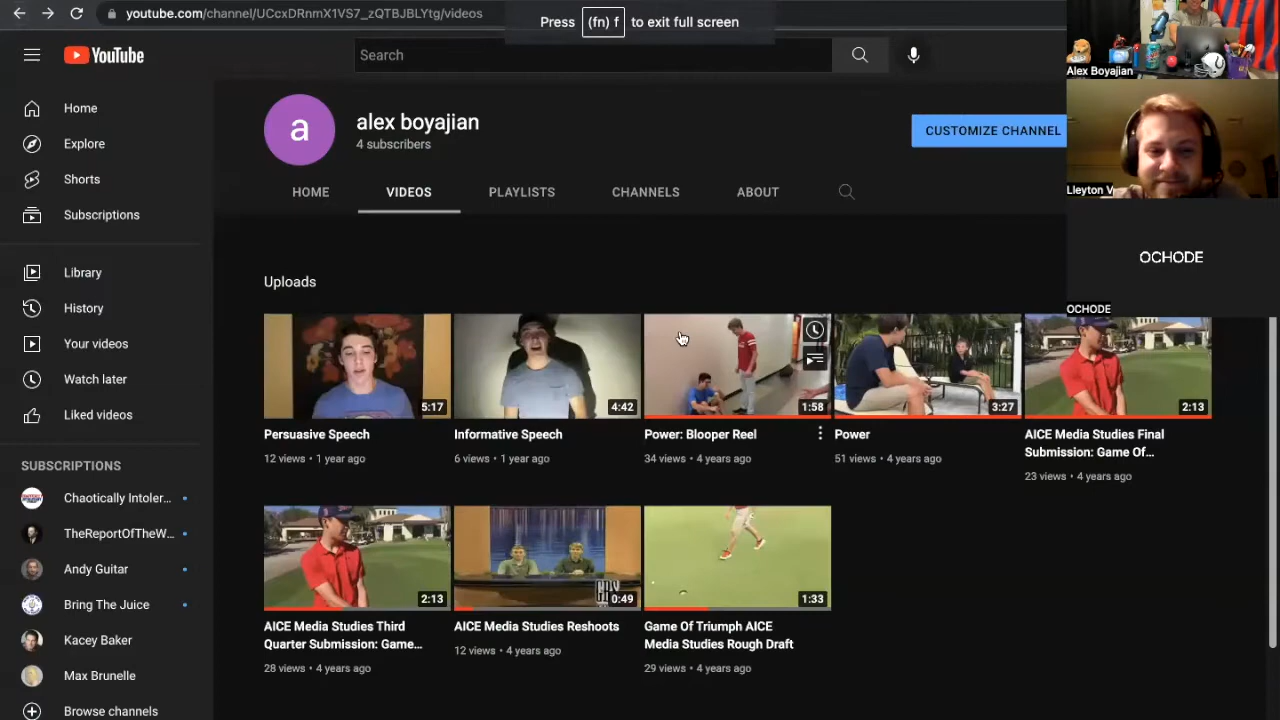 youtube.com/channel/UCcxDRnmX1VS7_zQTBJBLYtg/videos
Press (fn) f to exit full screen
YouTube
Search
Home
Explore
Shorts
Subscriptions
Library
History
Your videos
Watch later
Liked videos
SUBSCRIPTIONS
Chaotically Intoler...
TheReportOfTheW...
Andy Guitar
Bring The Juice
Kacey Baker
Max Brunelle
Browse channels
a
alex boyajian
4 subscribers
CUSTOMIZE CHANNEL
HOME VIDEOS PLAYLISTS CHANNELS ABOUT
Uploads
5:17
Persuasive Speech
12 views • 1 year ago
4:42
Informative Speech
6 views • 1 year ago
1:58
Power: Blooper Reel
34 views • 4 years ago
3:27
Power
51 views • 4 years ago
2:13
AICE Media Studies Final
Submission: Game Of...
23 views • 4 years ago
2:13
AICE Media Studies Third
Quarter Submission: Game...
28 views • 4 years ago
0:49
AICE Media Studies Reshoots
12 views • 4 years ago
1:33
Game Of Triumph AICE
Media Studies Rough Draft
29 views • 4 years ago
Alex Boyajian
Lleyton V
OCHODE
OCHODE